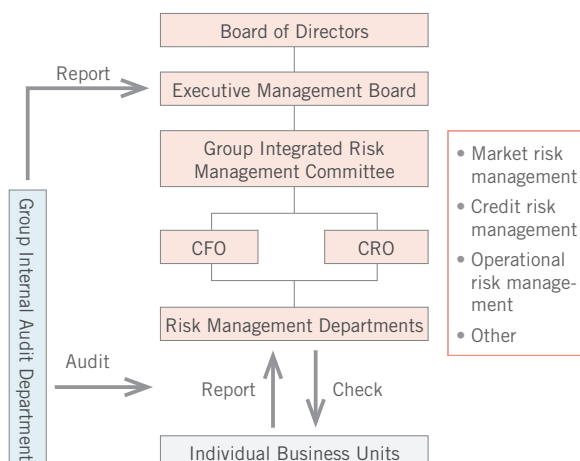 Board of Directors
Report
Executive Management Board
Group Integrated Risk
Management Committee
• Market risk
management
• Credit risk
management
• Operational
risk manage-
ment
• Other
CFO
CRO
Group Internal Audit Department
Risk Management Departments
Audit
Report
Check
Individual Business Units